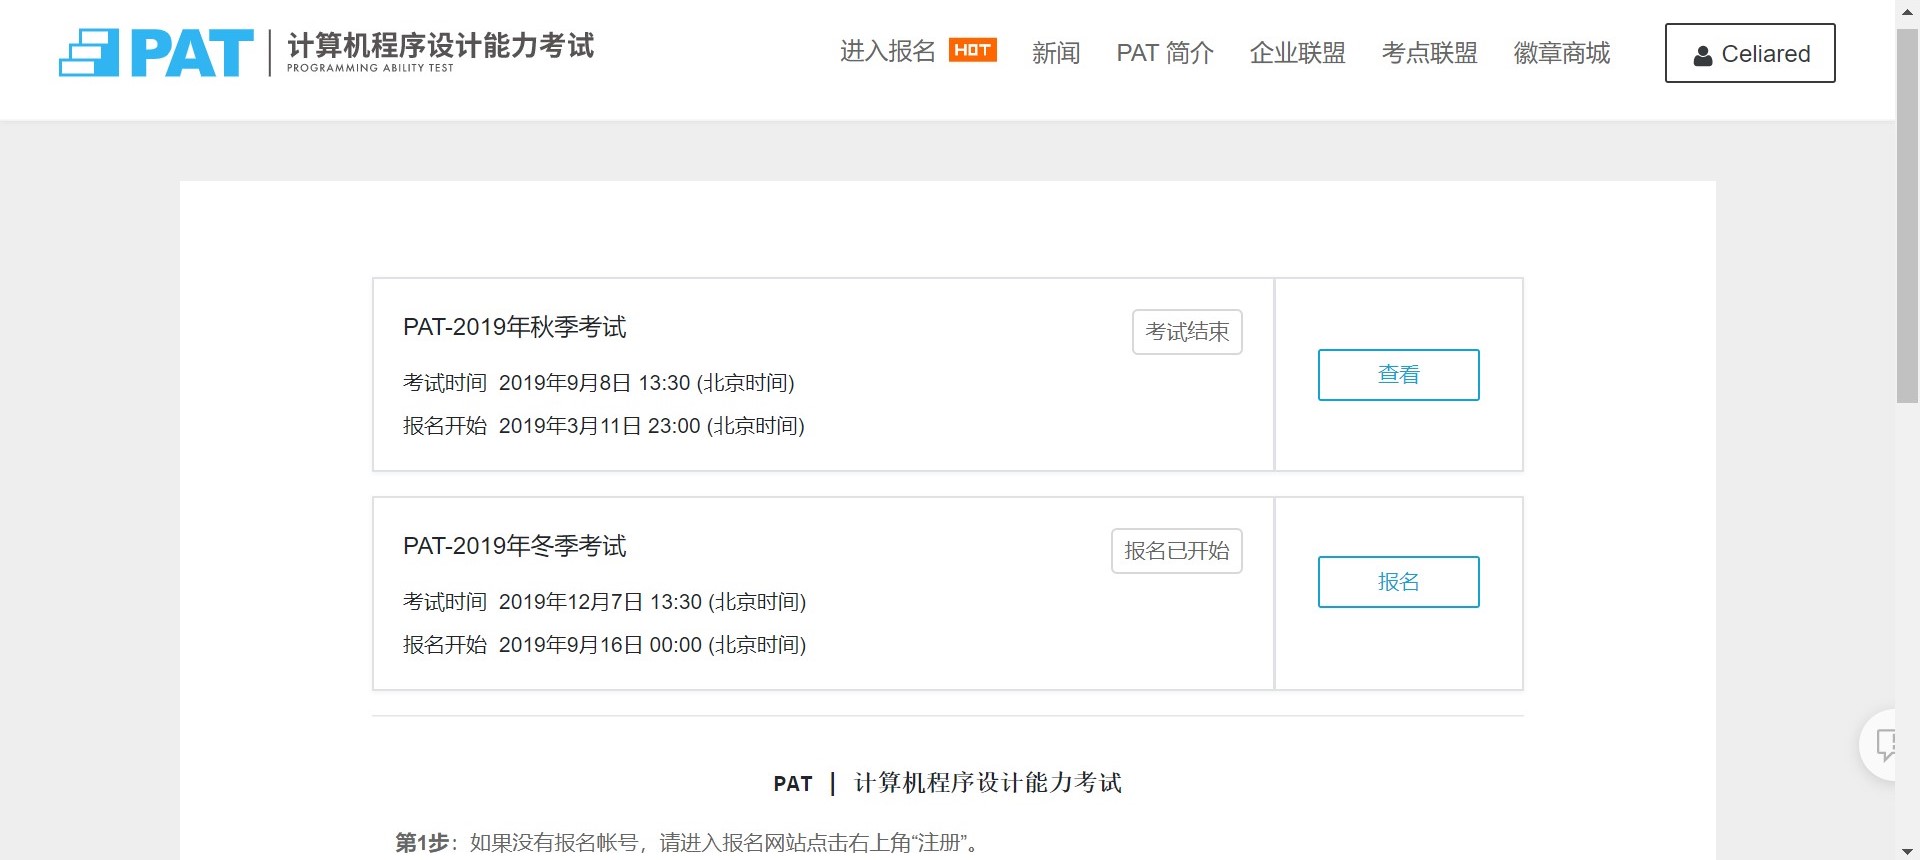 PAT 计算机程序设计能力考试
PROGRAMMING ABILITY TEST
进入报名 HOT 新闻 PAT 简介 企业联盟 考点联盟 徽章商城 Celiared
PAT-2019年秋季考试 考试结束
考试时间 2019年9月8日 13:30 (北京时间)
报名开始 2019年3月11日 23:00 (北京时间)
查看
PAT-2019年冬季考试 报名已开始
考试时间 2019年12月7日 13:30 (北京时间)
报名开始 2019年9月16日 00:00 (北京时间)
报名
PAT | 计算机程序设计能力考试
第1步：如果没有报名帐号，请进入报名网站点击右上角“注册”。